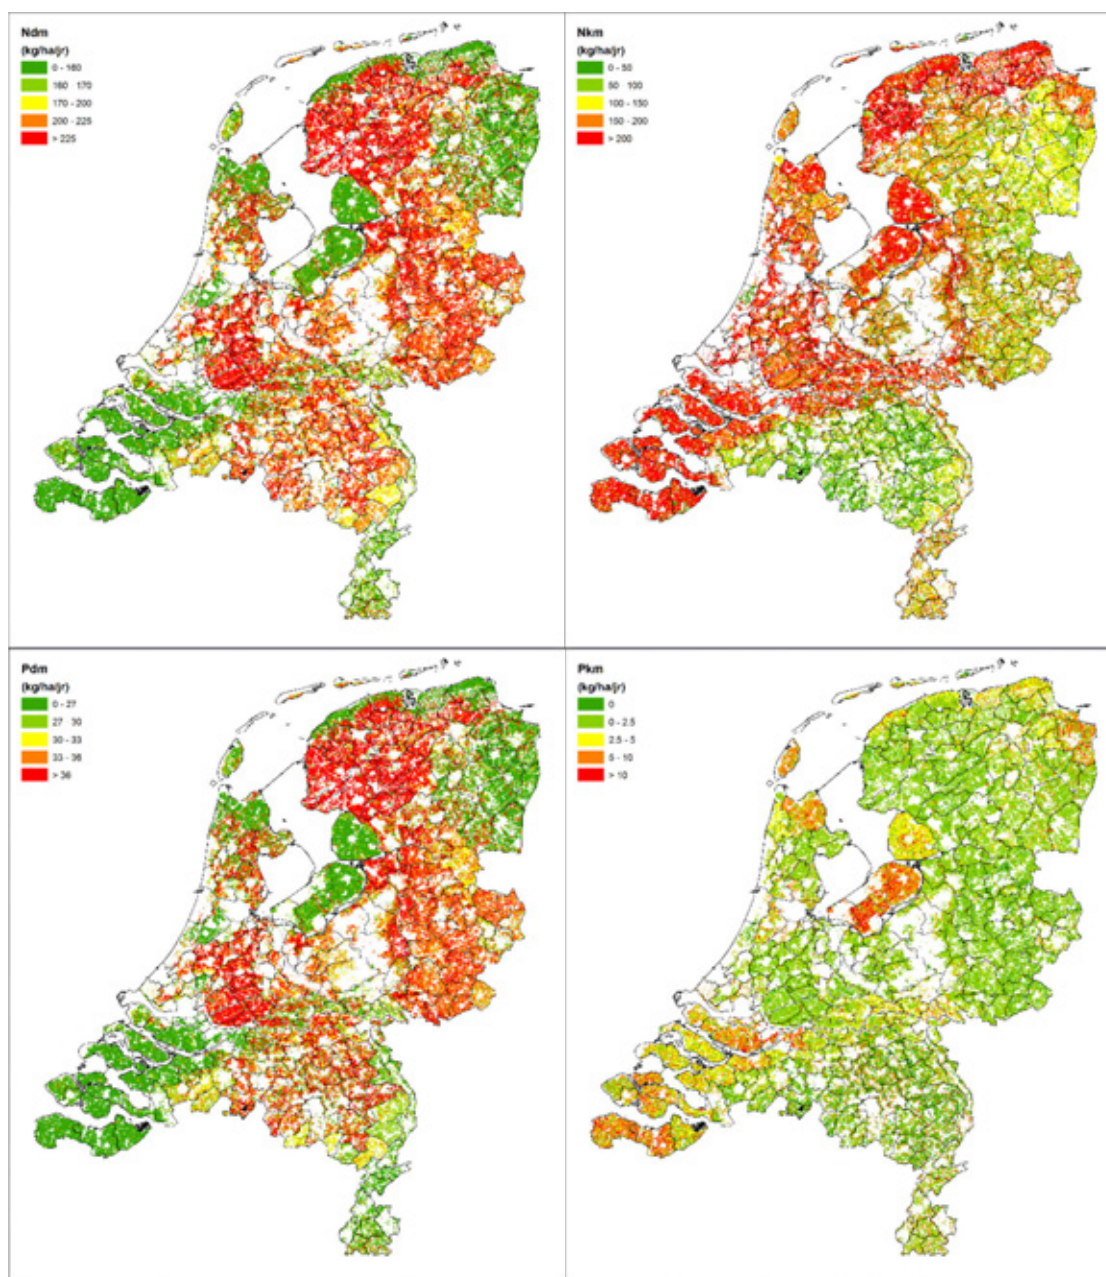 Ndm
(kg/ha/jr)
0 - 160
160 - 170
170 - 200
200 - 225
> 225
Nkm
(kg/ha/jr)
0 - 50
50 - 100
100 - 150
150 - 200
> 200
Pdm
(kg/ha/jr)
0 - 27
27 - 30
30 - 33
33 - 36
> 36
Pkm
(kg/ha/jr)
0
0 - 2.5
2.5 - 5
5 - 10
> 10